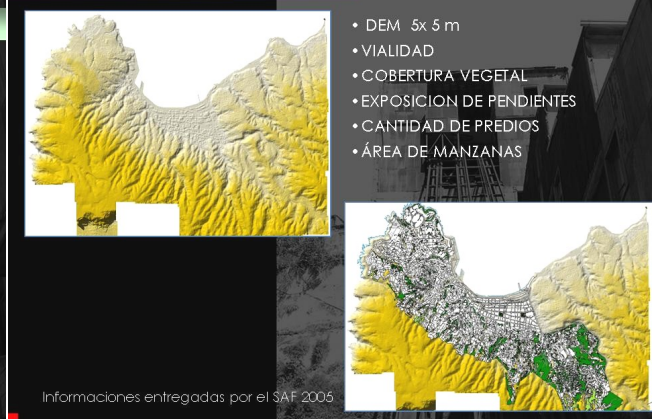 • DEM 5x 5 m
• VIALIDAD
• COBERTURA VEGETAL
• EXPOSICION DE PENDIENTES
• CANTIDAD DE PREDIOS
• ÁREA DE MANZANAS
Informaciones entregadas por el SAF 2005